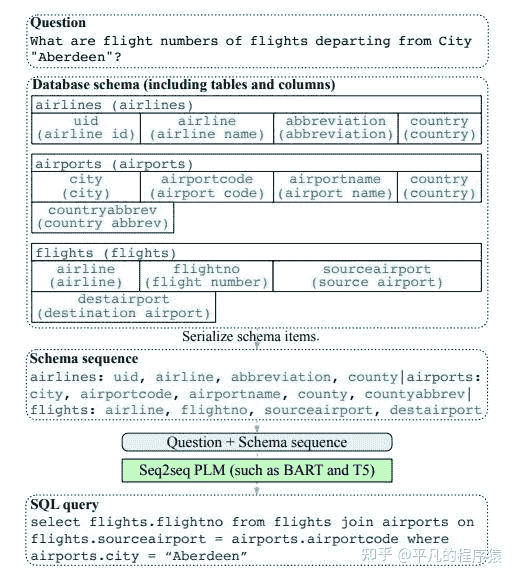 Question
What are flight numbers of flights departing from City
"Aberdeen"?
Database schema (including tables and columns)
airlines (airlines)
uid airline abbreviation country
(airline id) (airline name) (abbreviation) (country)
airports (airports)
city airportcode airportname country
(city) (airport code) (airport name) (country)
countryabbrev
(country abbrev)
flights (flights)
airline flightno sourceairport
(airline) (flight number) (source airport)
destairport
(destination airport)
Serialize schema items.
Schema sequence
airlines: uid, airline, abbreviation, county|airports:
city, airportcode, airportname, county, countyabbrev|
flights: airline, flightno, sourceairport, destairport
Question + Schema sequence
Seq2seq PLM (such as BART and T5)
SQL query
select flights.flightno from flights join airports on
flights.sourceairport = airports.airportcode where
airports.city = “Aberdeen”
知乎 @平凡的程序猿